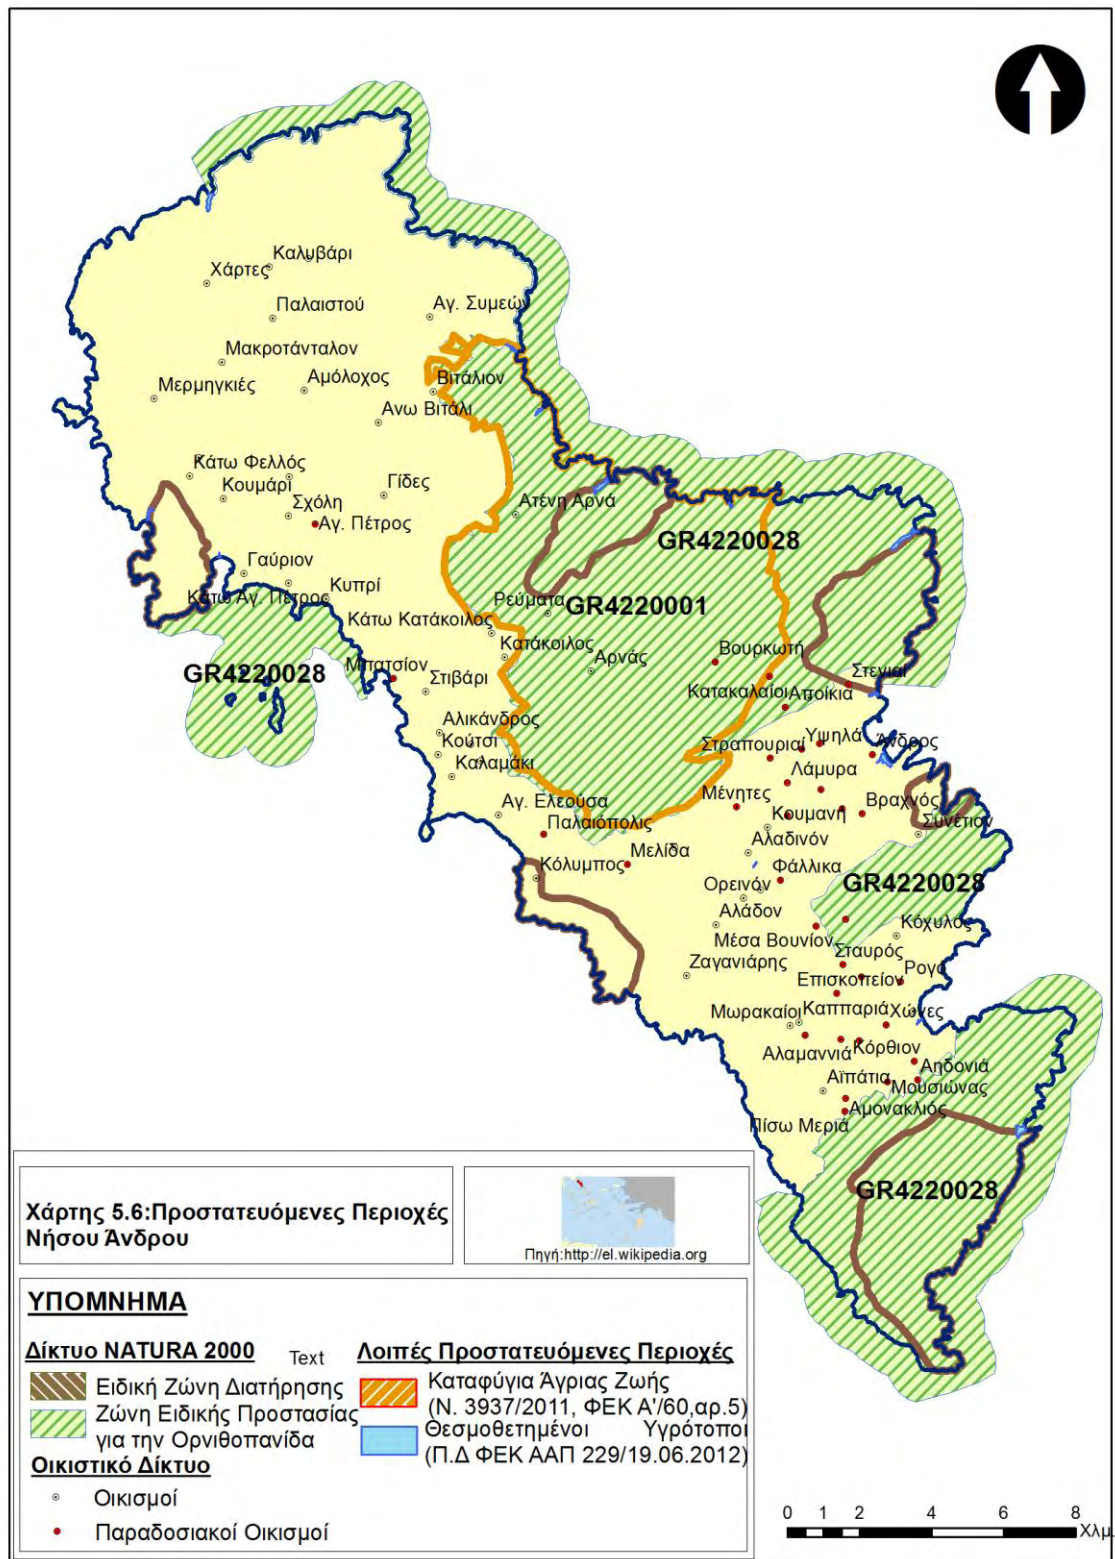 Καλυβάρι
Χάρτες
Παλαιστού
Αγ. Συμεών
Μακροτάνταλον
Μερμηγκιές
Αμόλοχος
Βιτάλιον
Ανω Βιτάλι
Κάτω Φελλός
Κουμάρι
Γίδες
Σχόλη
Αγ. Πέτρος
Ατένη Αρνά
GR4220028
Γαύριον
Κάτω Αγ. Πέτρος
Κυπρί
Ρεύματα
GR4220001
Κάτω Κατάκοιλος
Κατάκοιλος
Αρνάς
Βουρκωτή
GR4220028
Μπατσίον
Στιβάρι
Στενιαί
Κατακαλαίοι
Αποίκια
Αλικάνδρος
Κούτσι
Καλαμάκι
Στραπουριαί
Υψηλά
Άνδρος
Λάμυρα
Αγ. Ελεούσα
Μένητες
Βραχνός
Παλαιόπολις
Κουμανή
Συνέτιον
Αλαδινόν
Μελίδα
Κόλυμπος
Φάλλικα
GR4220028
Ορεινόν
Αλάδον
Κόχυλος
Μέσα Βουνίον
Σταυρός
Ζαγανιάρης
Επισκοπείον
Ρογό
Μωρακαίοι
Καππαριά
Χώνες
Αλαμαννιά
Κόρθιον
Αηδονιά
Αϊπάτια
Μουσιώνας
Αμονακλιός
Πίσω Μεριά
GR4220028
Χάρτης 5.6:Προστατευόμενες Περιοχές
Νήσου Άνδρου
Πηγή:http://el.wikipedia.org
ΥΠΟΜΝΗΜΑ
Δίκτυο NATURA 2000
Text
Ειδική Ζώνη Διατήρησης
Ζώνη Ειδικής Προστασίας
για την Ορνιθοπανίδα
Οικιστικό Δίκτυο
Οικισμοί
Παραδοσιακοί Οικισμοί
Λοιπές Προστατευόμενες Περιοχές
Καταφύγια Άγριας Ζωής
(Ν. 3937/2011, ΦΕΚ Α'/60,αρ.5)
Θεσμοθετημένοι Υγρότοποι
(Π.Δ ΦΕΚ ΑΑΠ 229/19.06.2012)
0 1 2 4 6 8
Χλμ.